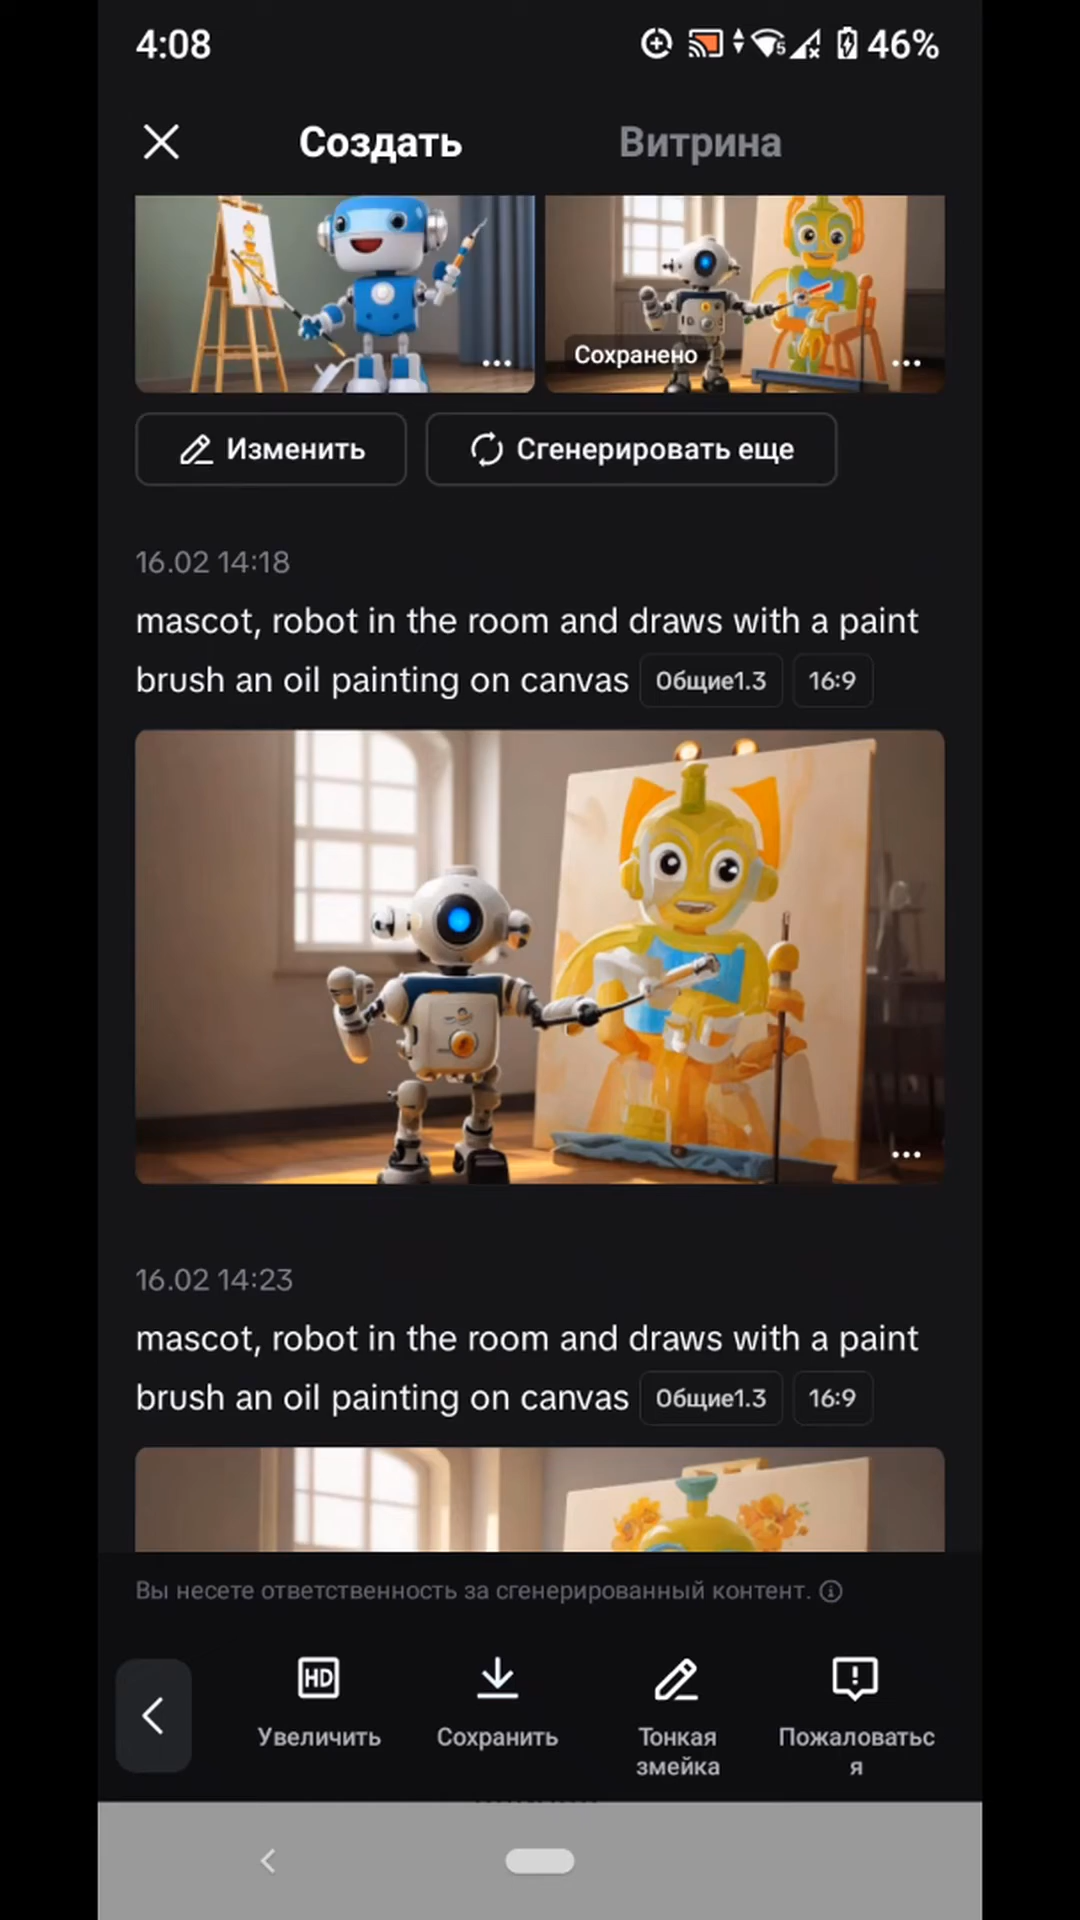 4:08
5
46%
Создать
Витрина
Сохранено
Изменить
Сгенерировать еще
16.02 14:18
mascot, robot in the room and draws with a paint
brush an oil painting on canvas Общие1.3 16:9
16.02 14:23
mascot, robot in the room and draws with a paint
brush an oil painting on canvas Общие1.3 16:9
Вы несете ответственность за сгенерированный контент.
HD
Увеличить
Сохранить
Тонкая
змейка
Пожаловатьс
я